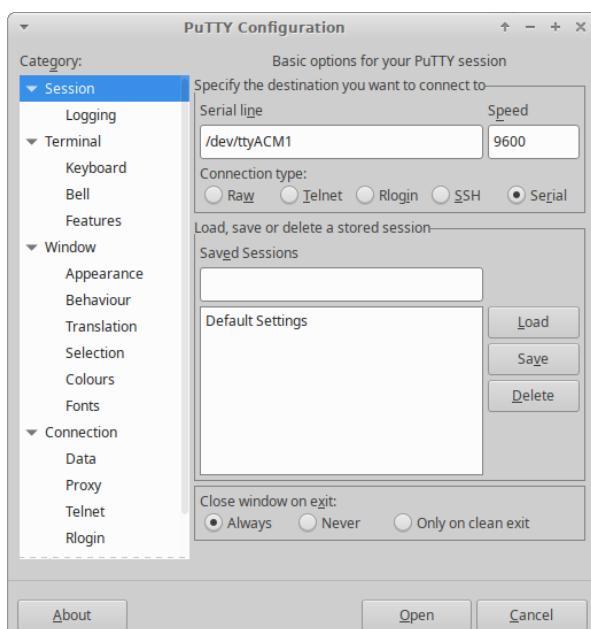 PuTTY Configuration
Category:
Session
Logging
Terminal
Keyboard
Bell
Features
Window
Appearance
Behaviour
Translation
Selection
Colours
Fonts
Connection
Data
Proxy
Telnet
Rlogin
Basic options for your PuTTY session
Specify the destination you want to connect to
Serial line Speed
/dev/ttyACM1 9600
Connection type:
Raw Telnet Rlogin SSH Serial
Load, save or delete a stored session
Saved Sessions
Default Settings
Load
Save
Delete
Close window on exit:
Always Never Only on clean exit
About Open Cancel